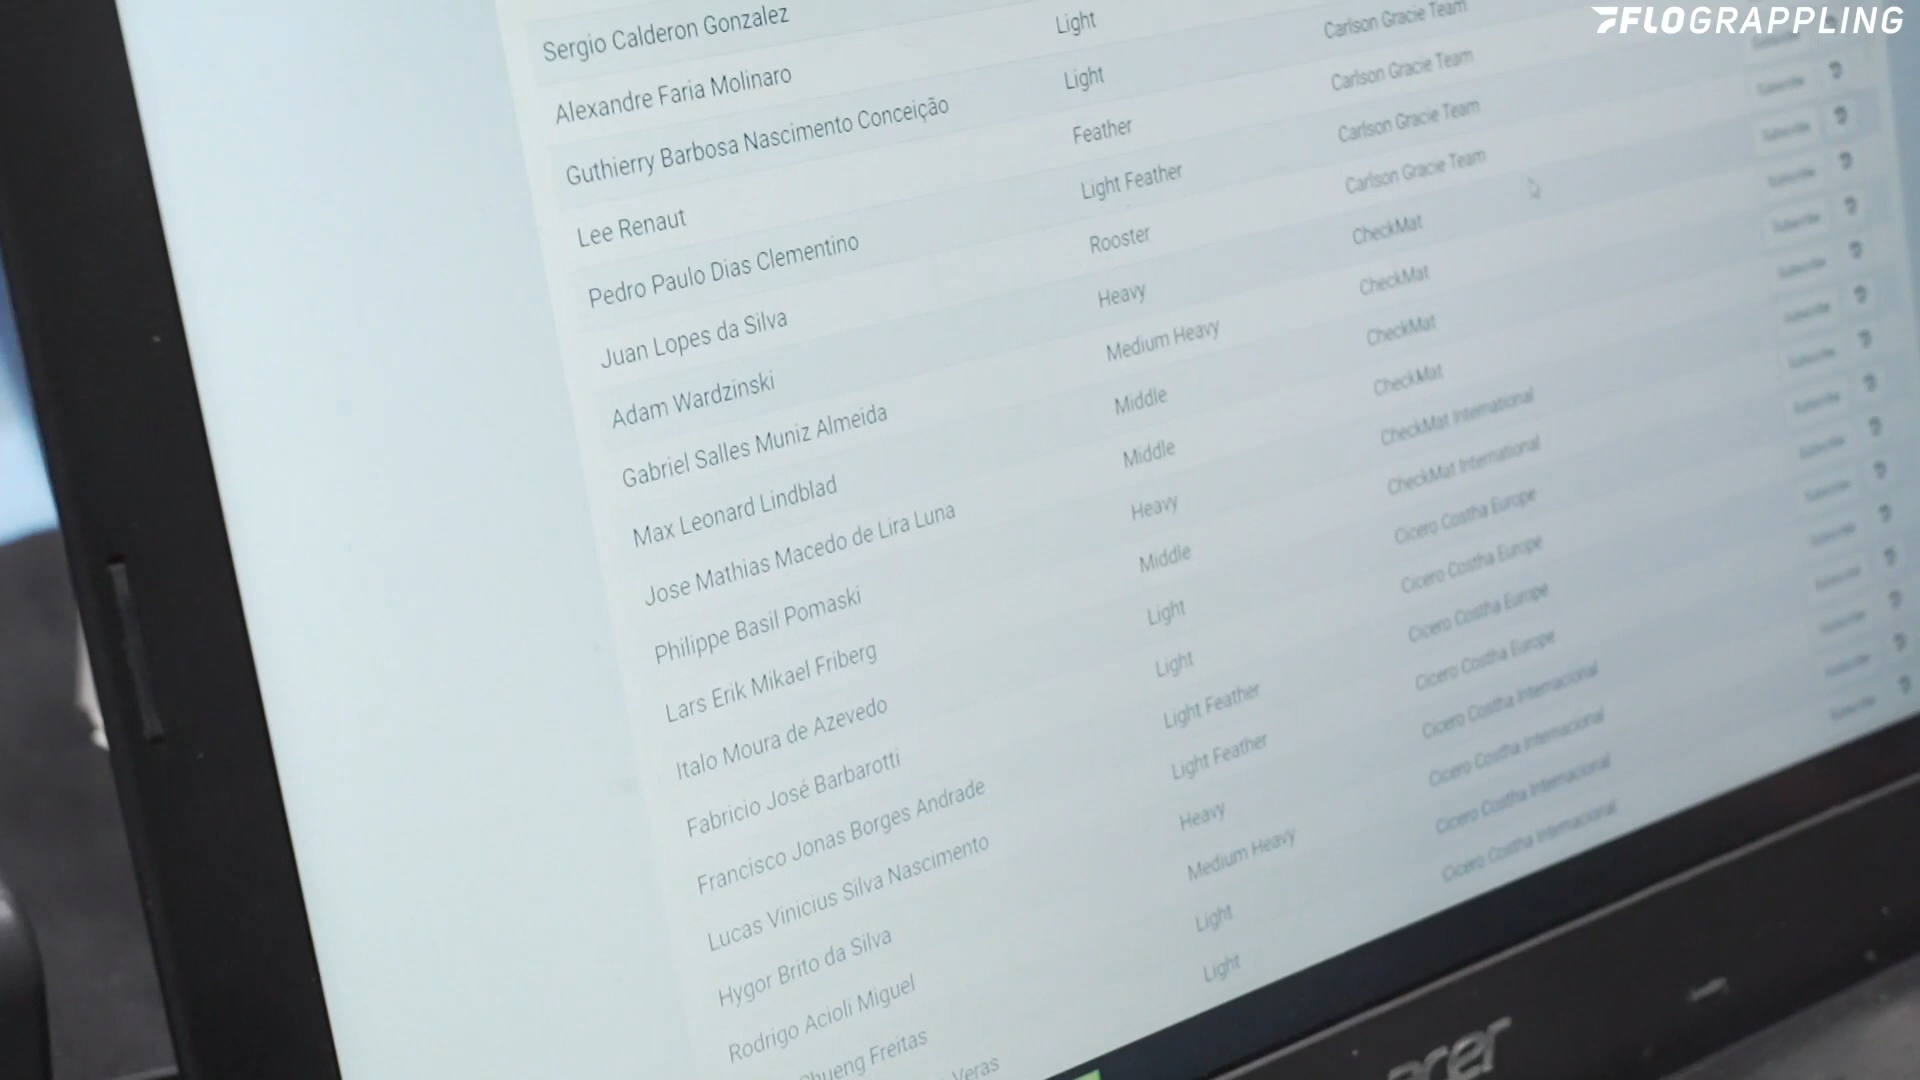 FLOGRAPPLING
Sergio Calderon Gonzalez
Alexandre Faria Molinaro Light
Guthierry Barbosa Nascimento Conceição Light Carlson Gracie Team
Lee Renaut Feather Carlson Gracie Team
Pedro Paulo Dias Clementino Light Feather Carlson Gracie Team
Juan Lopes da Silva Rooster Carlson Gracie Team
Adam Wardzinski Heavy CheckMat
Gabriel Salles Muniz Almeida Medium Heavy CheckMat
Max Leonard Lindblad Middle CheckMat
Jose Mathias Macedo de Lira Luna Middle CheckMat
Philippe Basil Pomaski Heavy CheckMat International
Lars Erik Mikael Friberg Middle CheckMat International
Italo Moura de Azevedo Light Cicero Costha Europe
Fabricio José Barbarotti Light Cicero Costha Europe
Francisco Jonas Borges Andrade Light Feather Cicero Costha Europe
Lucas Vinicius Silva Nascimento Light Feather Cicero Costha Europe
Hygor Brito da Silva Heavy Cicero Costha Internacional
Rodrigo Acioli Miguel Medium Heavy Cicero Costha Internacional
Freitas Light Cicero Costha Internacional
Veras Light Cicero Costha Internacional
acer